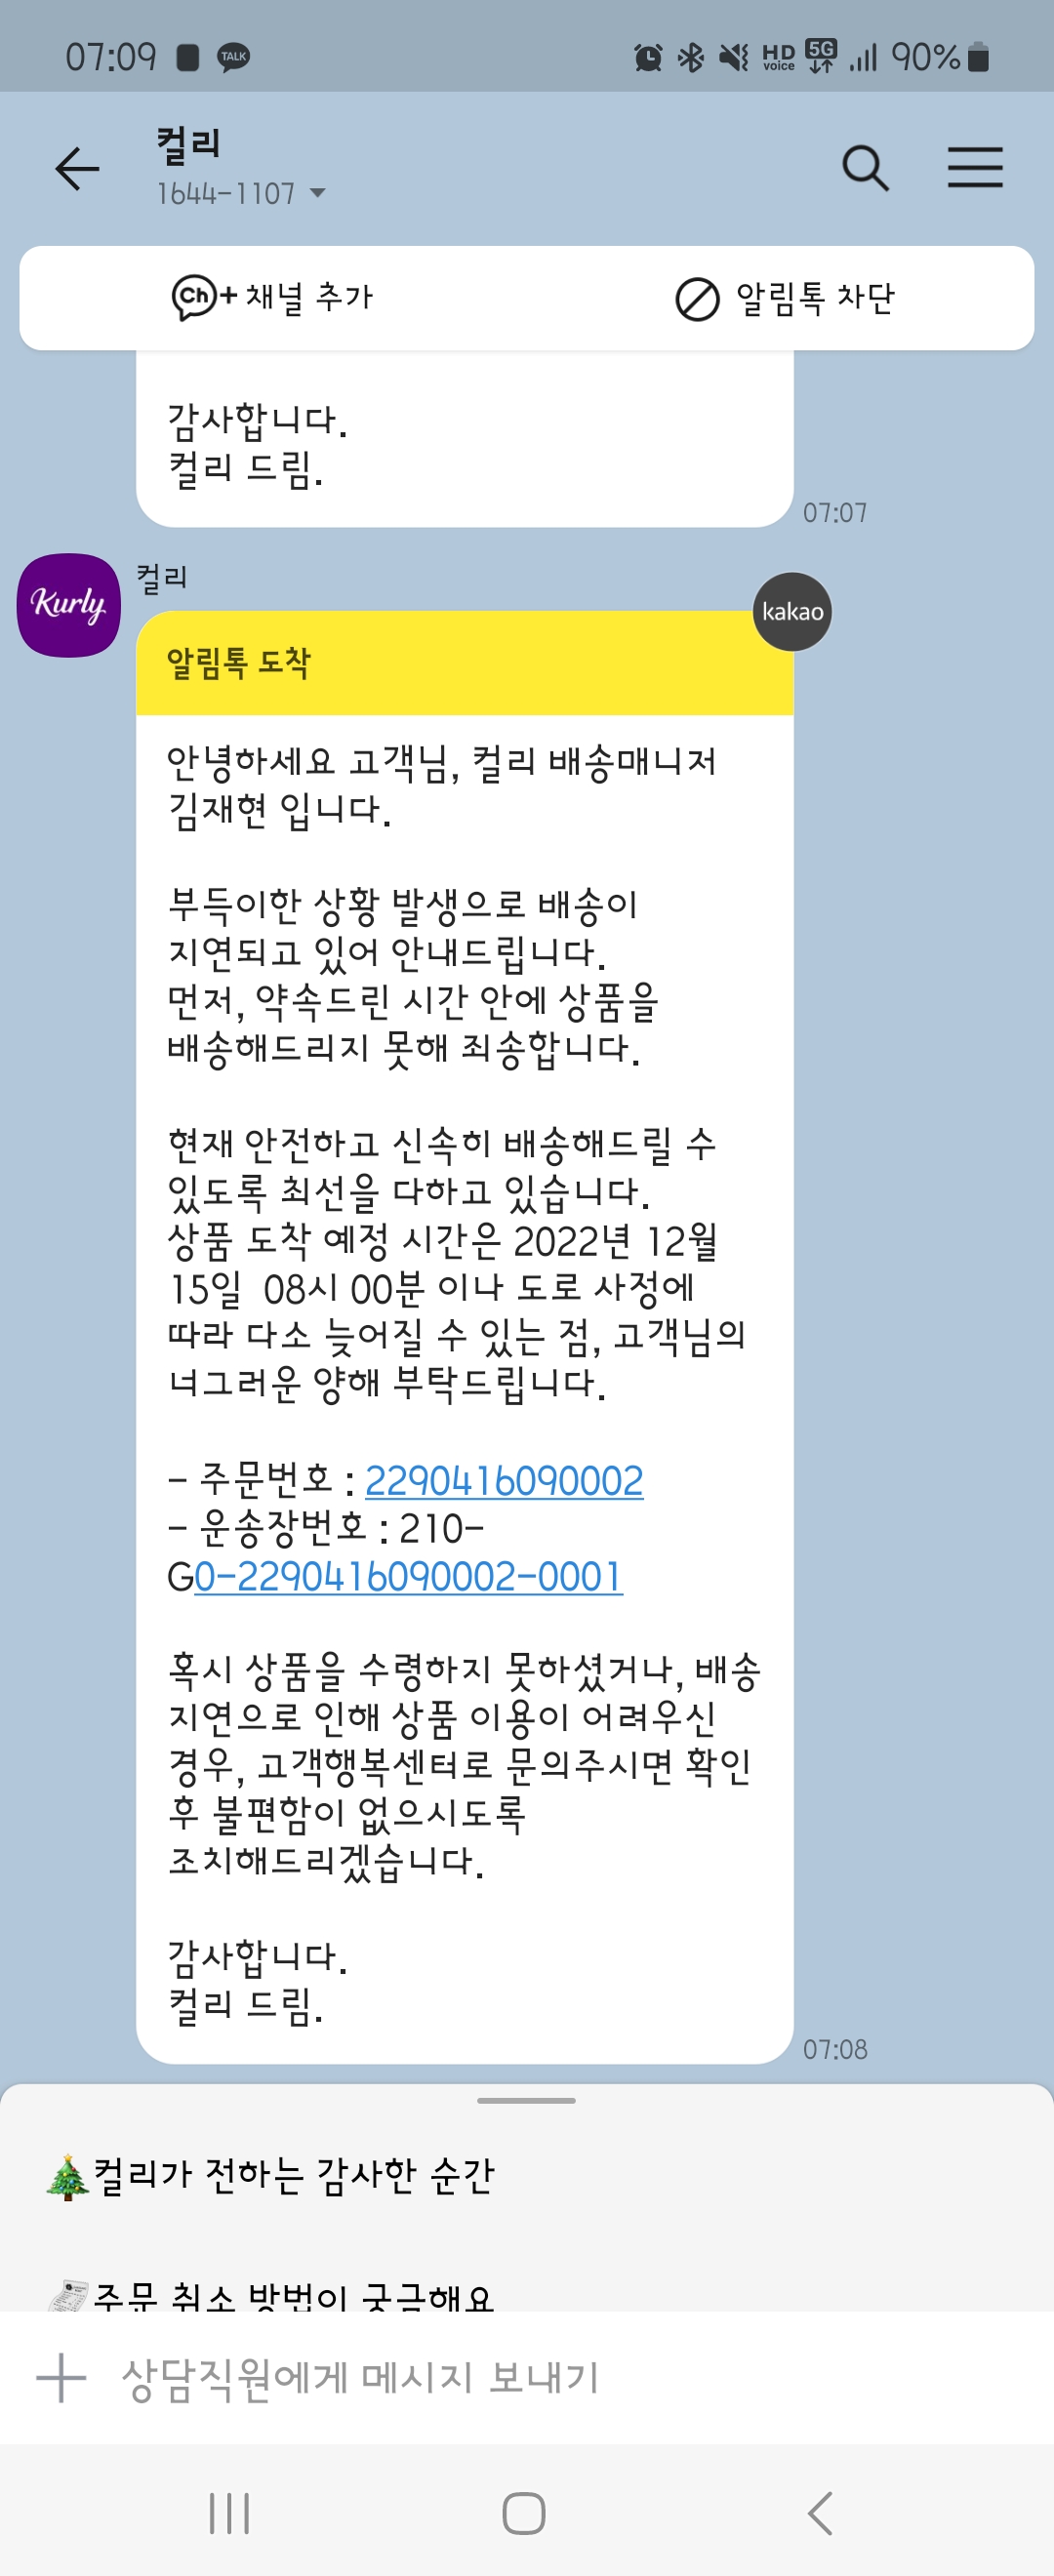 07:09 TALK HD voice 5G 90%
컬리
1644-1107
Ch+ 채널 추가
알림톡 차단
감사합니다.
컬리 드림.
07:07
Kurly
컬리
kakao
알림톡 도착
안녕하세요 고객님, 컬리 배송매니저
김재현 입니다.
부득이한 상황 발생으로 배송이
지연되고 있어 안내드립니다.
먼저, 약속드린 시간 안에 상품을
배송해드리지 못해 죄송합니다.
현재 안전하고 신속히 배송해드릴 수
있도록 최선을 다하고 있습니다.
상품 도착 예정 시간은 2022년 12월
15일  08시 00분 이나 도로 사정에
따라 다소 늦어질 수 있는 점, 고객님의
너그러운 양해 부탁드립니다.
- 주문번호 : 2290416090002
- 운송장번호 : 210-
G0-2290416090002-0001
혹시 상품을 수령하지 못하셨거나, 배송
지연으로 인해 상품 이용이 어려우신
경우, 고객행복센터로 문의주시면 확인
후 불편함이 없으시도록
조치해드리겠습니다.
감사합니다.
컬리 드림.
07:08
🎄컬리가 전하는 감사한 순간
주문 취소 방법이 궁금해요
상담직원에게 메시지 보내기